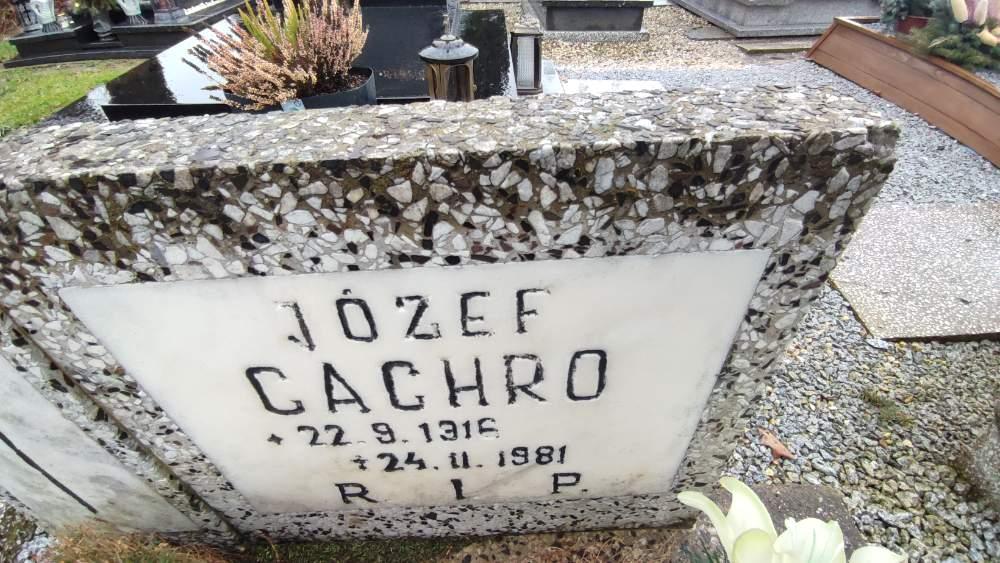 JÓZEF
CACHRO
+ 22.9.1916
+ 24.11.1981
R I P.